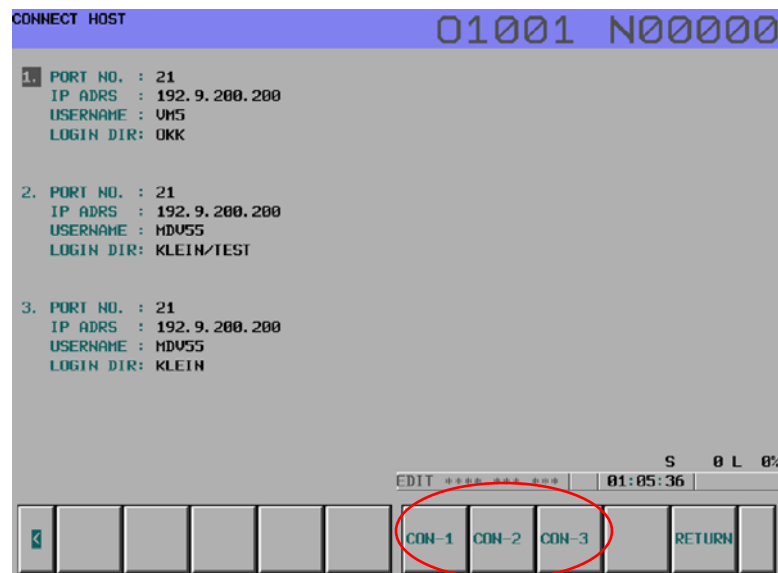 CONNECT HOST
O1001 N00000
1. PORT NO. : 21
IP ADRS : 192.9.200.200
USERNAME : VM5
LOGIN DIR: OKK
2. PORT NO. : 21
IP ADRS : 192.9.200.200
USERNAME : MDV55
LOGIN DIR: KLEIN/TEST
3. PORT NO. : 21
IP ADRS : 192.9.200.200
USERNAME : MDV55
LOGIN DIR: KLEIN
S 0 L 0%
EDIT **** *** *** 01:05:36
< CON-1 CON-2 CON-3 RETURN